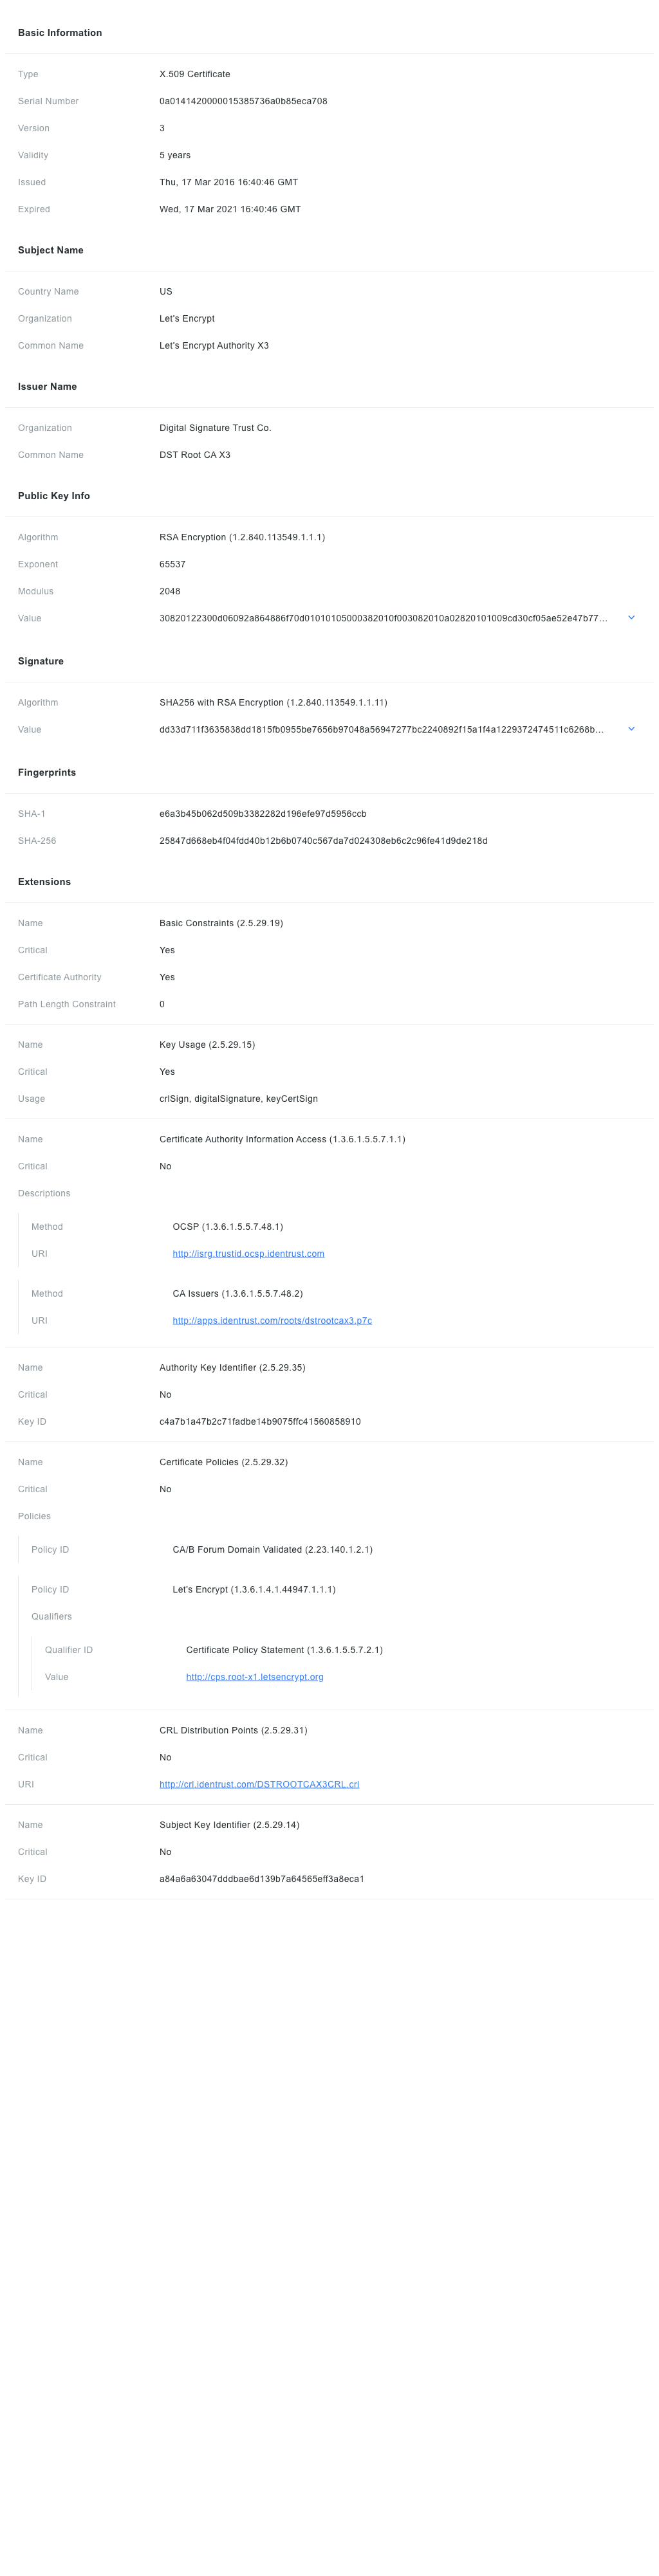 Basic Information
Type X.509 Certificate
Serial Number 0a0141420000015385736a0b85eca708
Version 3
Validity 5 years
Issued Thu, 17 Mar 2016 16:40:46 GMT
Expired Wed, 17 Mar 2021 16:40:46 GMT
Subject Name
Country Name US
Organization Let's Encrypt
Common Name Let's Encrypt Authority X3
Issuer Name
Organization Digital Signature Trust Co.
Common Name DST Root CA X3
Public Key Info
Algorithm RSA Encryption (1.2.840.113549.1.1.1)
Exponent 65537
Modulus 2048
Value 30820122300d06092a864886f70d01010105000382010f003082010a02820101009cd30cf05ae52e47b77...
Signature
Algorithm SHA256 with RSA Encryption (1.2.840.113549.1.1.11)
Value dd33d711f3635838dd1815fb0955be7656b97048a56947277bc2240892f15a1f4a1229372474511c6268b...
Fingerprints
SHA-1 e6a3b45b062d509b3382282d196efe97d5956ccb
SHA-256 25847d668eb4f04fdd40b12b6b0740c567da7d024308eb6c2c96fe41d9de218d
Extensions
Name Basic Constraints (2.5.29.19)
Critical Yes
Certificate Authority Yes
Path Length Constraint 0
Name Key Usage (2.5.29.15)
Critical Yes
Usage crlSign, digitalSignature, keyCertSign
Name Certificate Authority Information Access (1.3.6.1.5.5.7.1.1)
Critical No
Descriptions
Method OCSP (1.3.6.1.5.5.7.48.1)
URI http://isrg.trustid.ocsp.identrust.com
Method CA Issuers (1.3.6.1.5.5.7.48.2)
URI http://apps.identrust.com/roots/dstrootcax3.p7c
Name Authority Key Identifier (2.5.29.35)
Critical No
Key ID c4a7b1a47b2c71fadbe14b9075ffc41560858910
Name Certificate Policies (2.5.29.32)
Critical No
Policies
Policy ID CA/B Forum Domain Validated (2.23.140.1.2.1)
Policy ID Let's Encrypt (1.3.6.1.4.1.44947.1.1.1)
Qualifiers
Qualifier ID Certificate Policy Statement (1.3.6.1.5.5.7.2.1)
Value http://cps.root-x1.letsencrypt.org
Name CRL Distribution Points (2.5.29.31)
Critical No
URI http://crl.identrust.com/DSTROOTCAX3CRL.crl
Name Subject Key Identifier (2.5.29.14)
Critical No
Key ID a84a6a63047dddbae6d139b7a64565eff3a8eca1